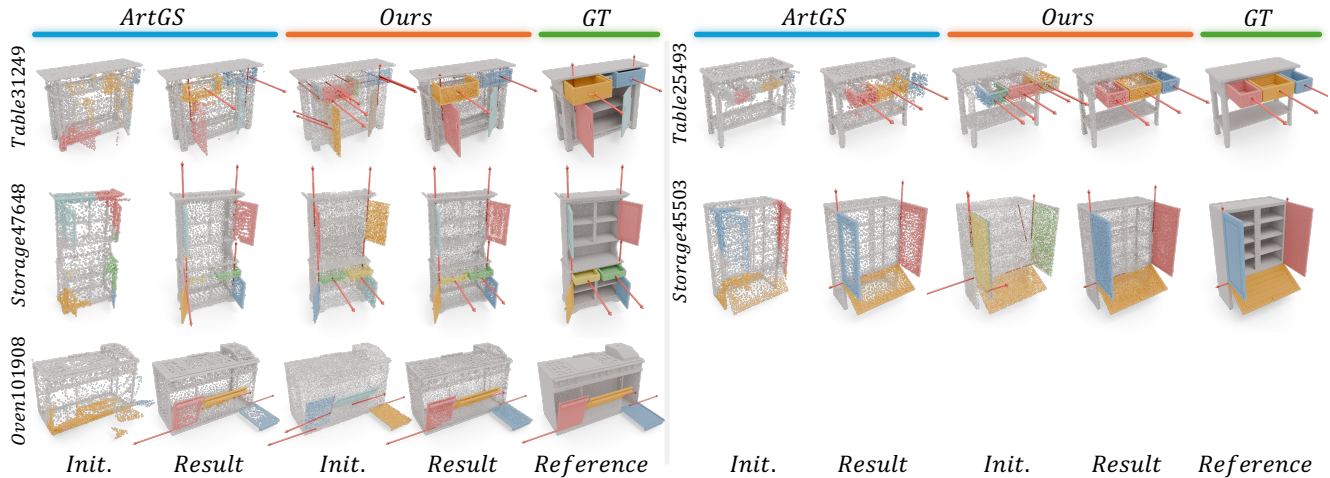 ArtGS Ours GT ArtGS Ours GT
Table31249 Table25493
Storage47648 Storage45503
Oven101908
Init. Result Init. Result Reference Init. Result Init. Result Reference